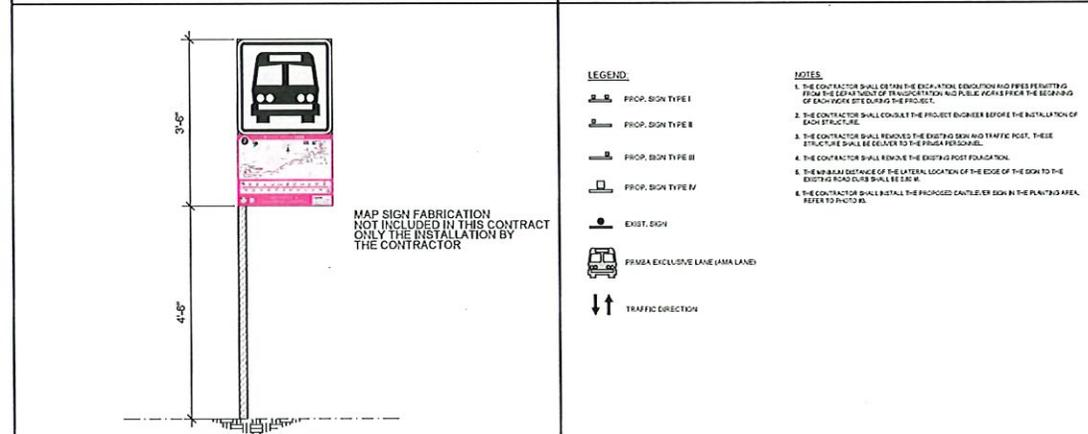 3'-6"
4'-6"
MAP SIGN FABRICATION
NOT INCLUDED IN THIS CONTRACT
ONLY THE INSTALLATION BY
THE CONTRACTOR
LEGEND:
PROP. SIGN TYPE I
PROP. SIGN TYPE II
PROP. SIGN TYPE III
PROP. SIGN TYPE IV
EXIST. SIGN
PRMBA EXCLUSIVE LANE (AMA LANE)
TRAFFIC DIRECTION
NOTES:
1. THE CONTRACTOR SHALL OBTAIN THE EXCAVATION, DEMOLITION AND PIPES PERMITTING
FROM THE DEPARTMENT OF TRANSPORTATION AND PUBLIC WORKS PRIOR THE BEGINNING
OF EACH WORK SITE DURING THE PROJECT.
2. THE CONTRACTOR SHALL CONSULT THE PROJECT ENGINEER BEFORE THE INSTALLATION OF
EACH STRUCTURE.
3. THE CONTRACTOR SHALL REMOVED THE EXISTING SIGN AND TRAFFIC POST. THESE
STRUCTURE SHALL BE DELIVER TO THE PRMBA PERSONNEL.
4. THE CONTRACTOR SHALL REMOVE THE EXISTING POST FOUNDATION.
5. THE MINIMUM DISTANCE OF THE LATERAL LOCATION OF THE EDGE OF THE SIGN TO THE
EXISTING ROAD CURB SHALL BE M.
6. THE CONTRACTOR SHALL INSTALL THE PROPOSED CANTILEVER SIGN IN THE PLANTING AREA.
REFER TO PHOTO